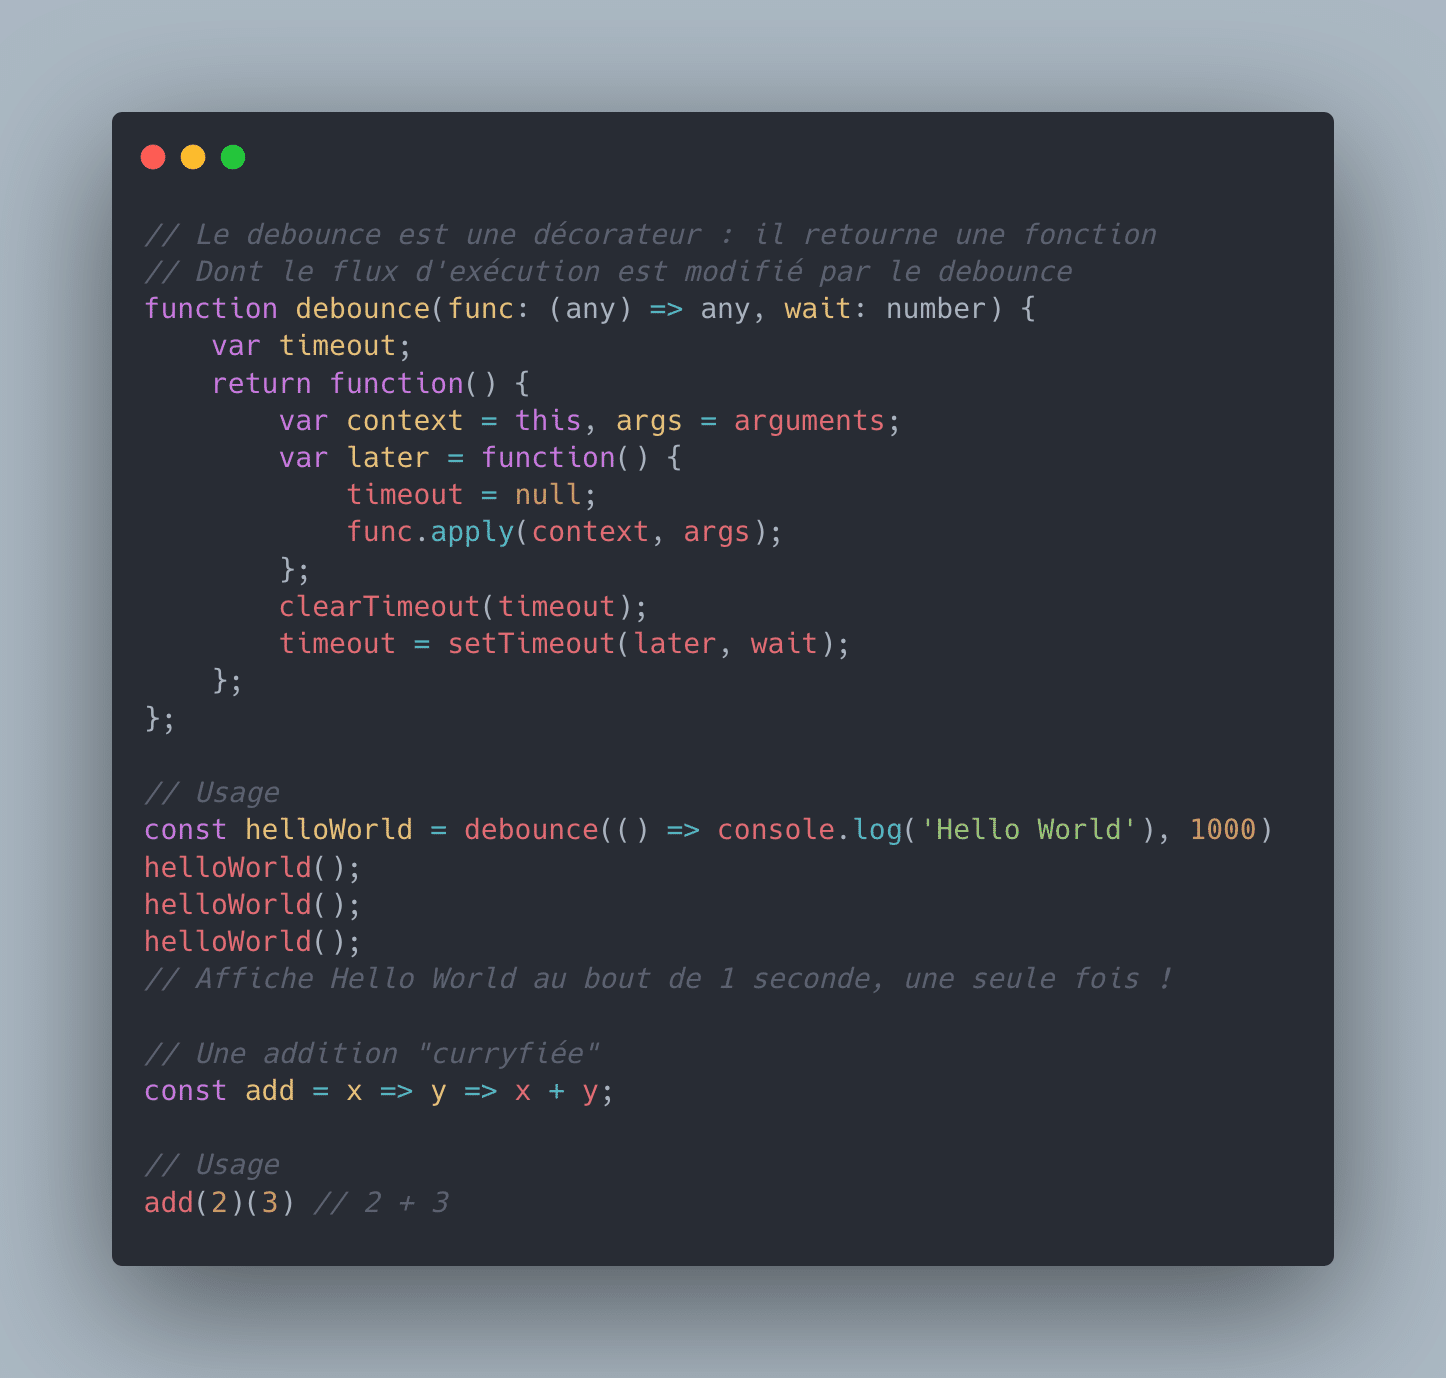 // Le debounce est une décorateur : il retourne une fonction
// Dont le flux d'exécution est modifié par le debounce
function debounce(func: (any) => any, wait: number) {
    var timeout;
    return function() {
        var context = this, args = arguments;
        var later = function() {
            timeout = null;
            func.apply(context, args);
        };
        clearTimeout(timeout);
        timeout = setTimeout(later, wait);
    };
};
// Usage
const helloWorld = debounce(() => console.log('Hello World'), 1000)
helloWorld();
helloWorld();
helloWorld();
// Affiche Hello World au bout de 1 seconde, une seule fois !
// Une addition "curryfiée"
const add = x => y => x + y;
// Usage
add(2)(3) // 2 + 3